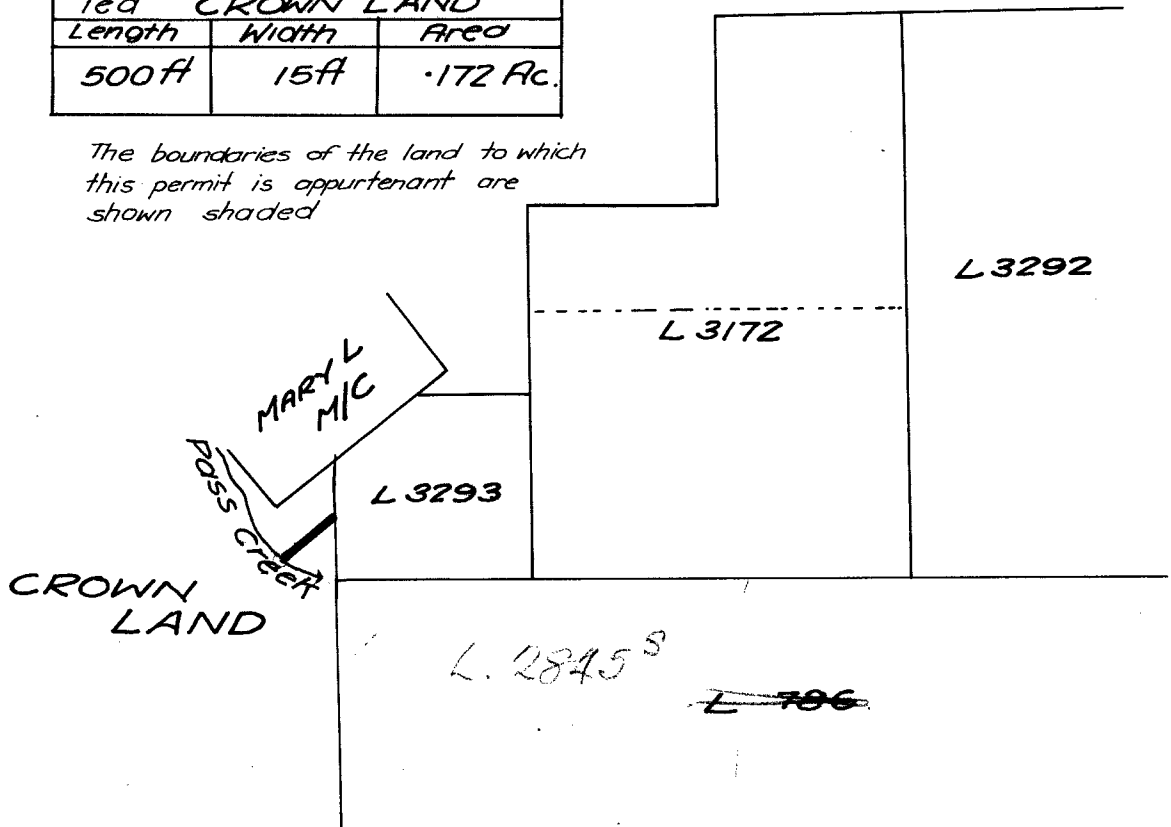 red CROWN LAND
Length Width Area
500 ft 15 ft .172 Ac.
The boundaries of the land to which
this permit is appurtenant are
shown shaded
L 3292
L 3172
MARY L
M/C
L 3293
Pass Creek
CROWN
LAND
L. 2845 S
L 786